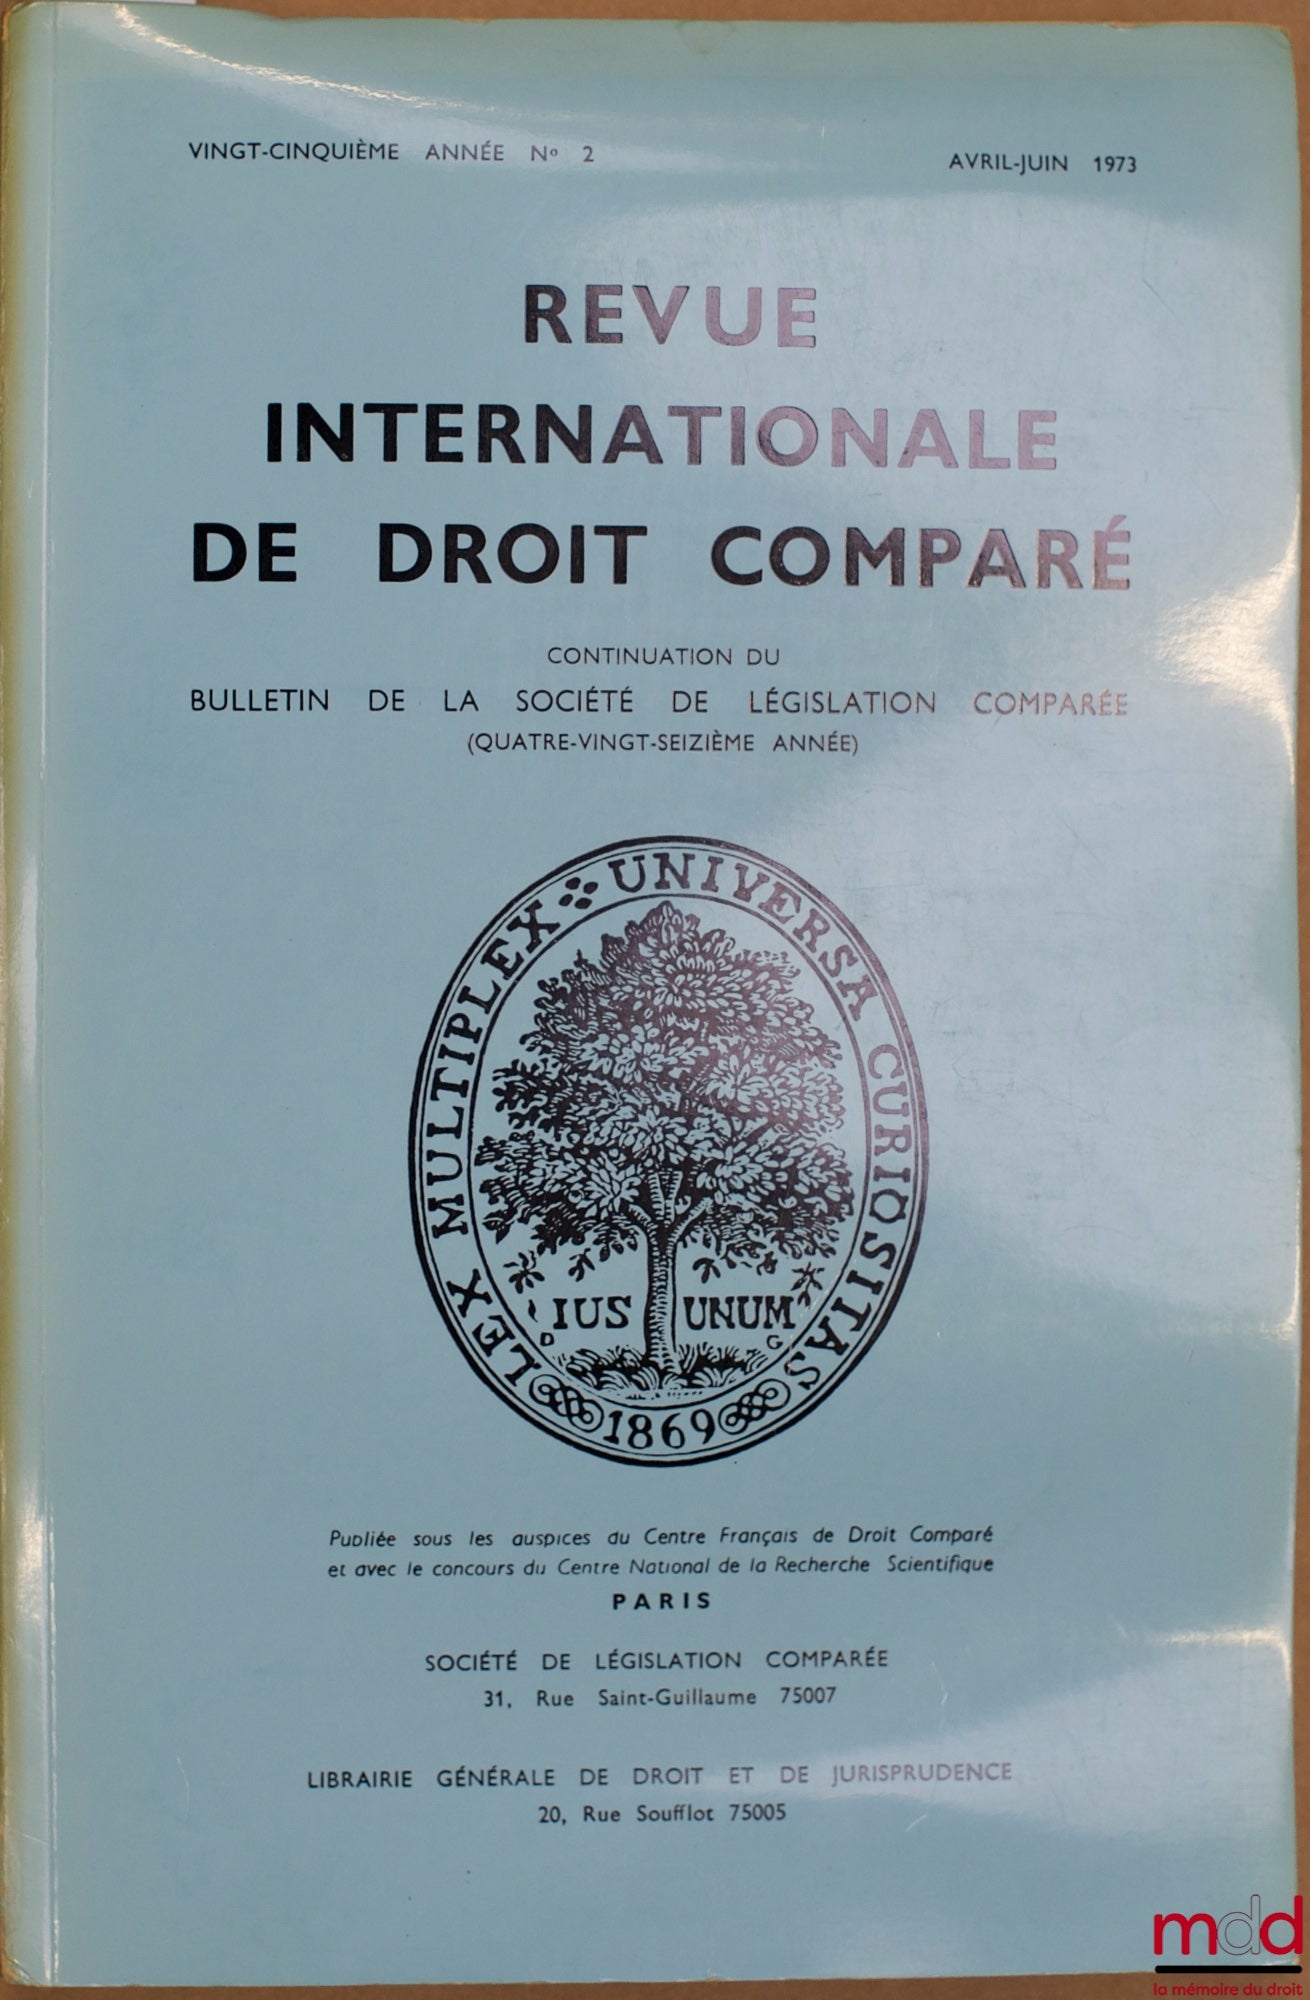 VINGT-CINQUIÈME ANNÉE Nº 2
AVRIL-JUIN 1973
REVUE
INTERNATIONALE
DE DROIT COMPARÉ
CONTINUATION DU
BULLETIN DE LA SOCIÉTÉ DE LÉGISLATION COMPARÉE
(QUATRE-VINGT-SEIZIÈME ANNÉE)
LEX MULTIPLEX UNIVERSA CURIOSITAS
IUS UNUM
D G
1869
Publiée sous les auspices du Centre Français de Droit Comparé
et avec le concours du Centre National de la Recherche Scientifique
PARIS
SOCIÉTÉ DE LÉGISLATION COMPARÉE
31, Rue Saint-Guillaume 75007
LIBRAIRIE GÉNÉRALE DE DROIT ET DE JURISPRUDENCE
20, Rue Soufflot 75005
mdd
la mémoire du droit